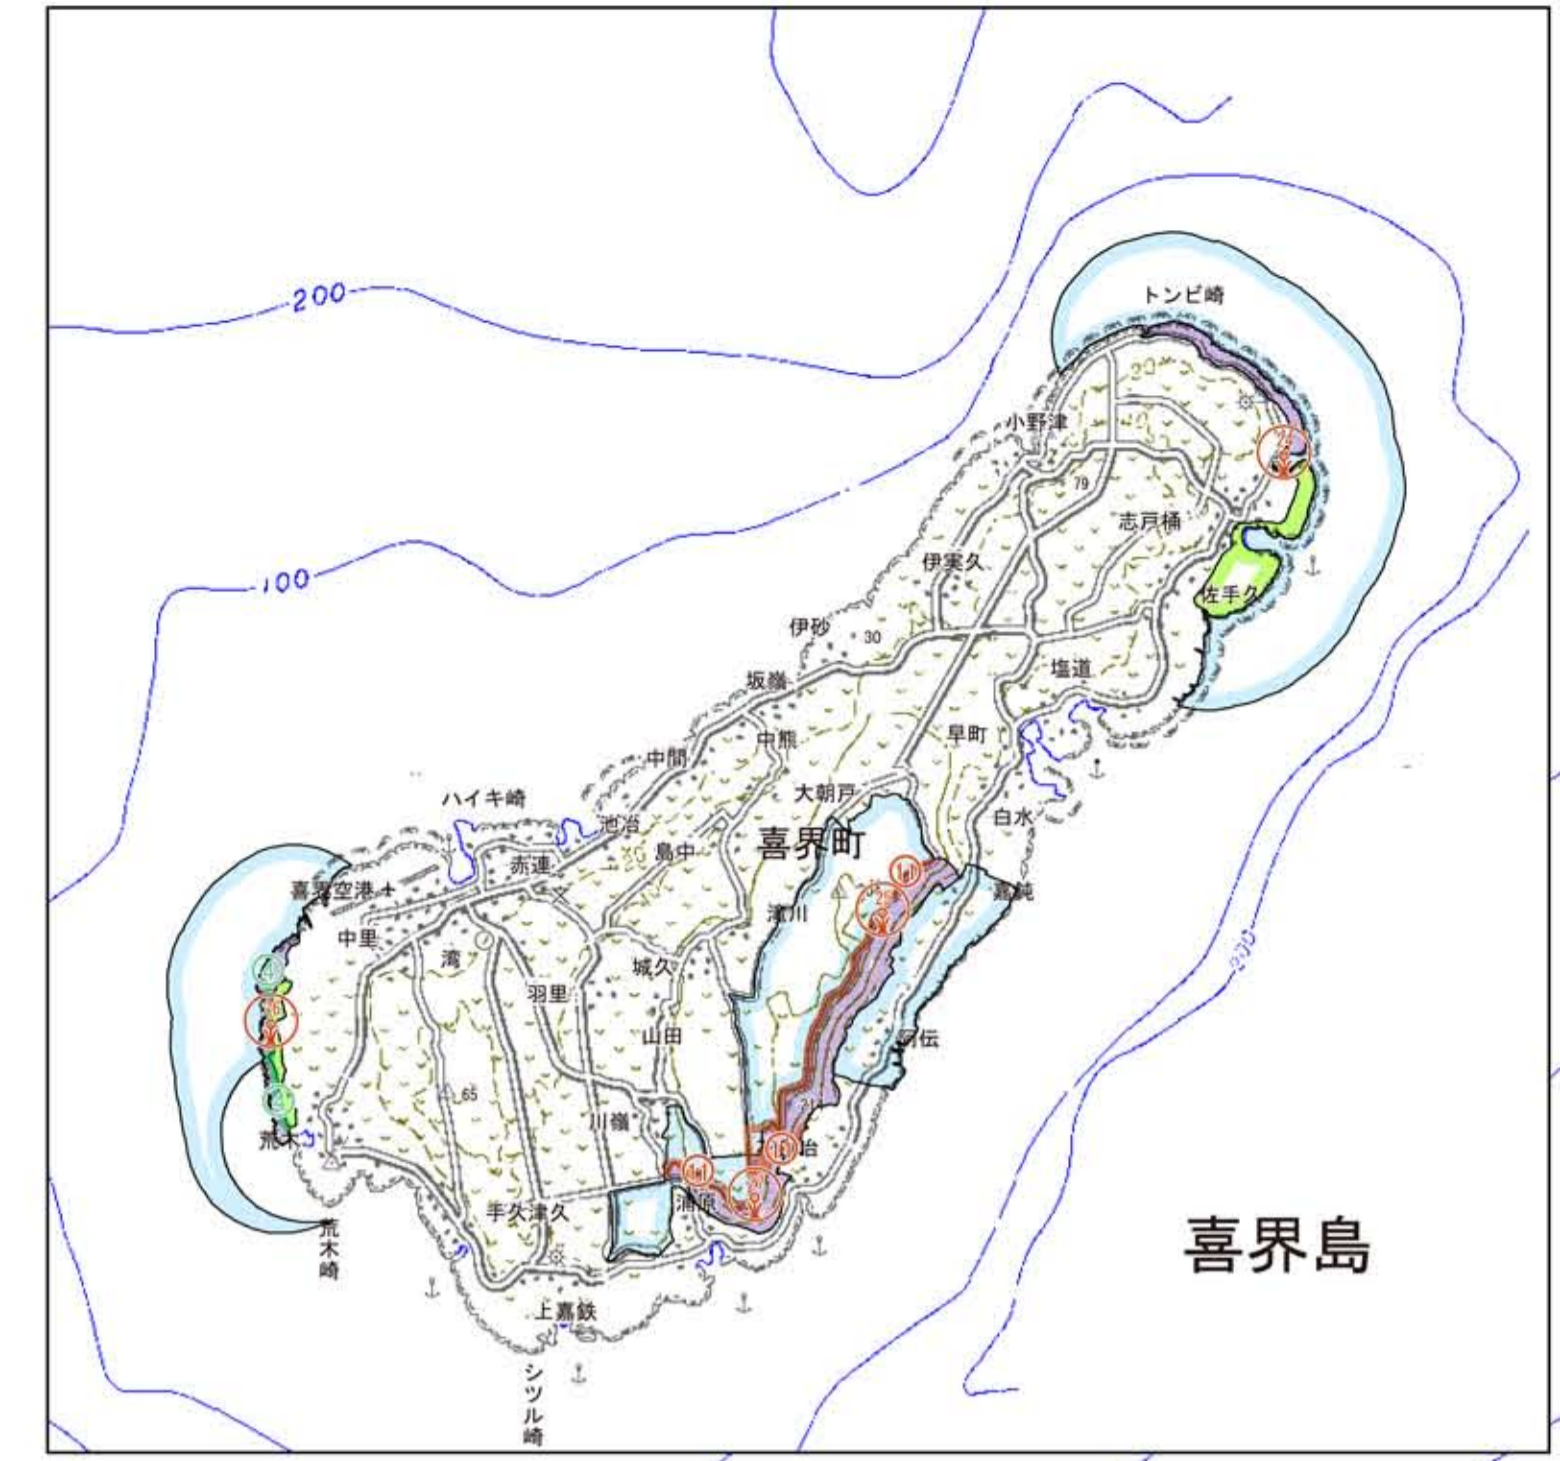 トンビ崎
200
小野津
79
志戸桶
100
伊実久
佐手久
伊砂
30
塩道
坂嶺
早町
中熊
中間
大朝戸
ハイキ崎
白水
池治
喜界町
島中
赤連
喜界空港
嘉鈍
滝川
中里
湾
城久
200
羽里
山田
阿伝
65
川嶺
荒木
浦原
手久津久
喜界島
荒木崎
上嘉鉄
シツル崎